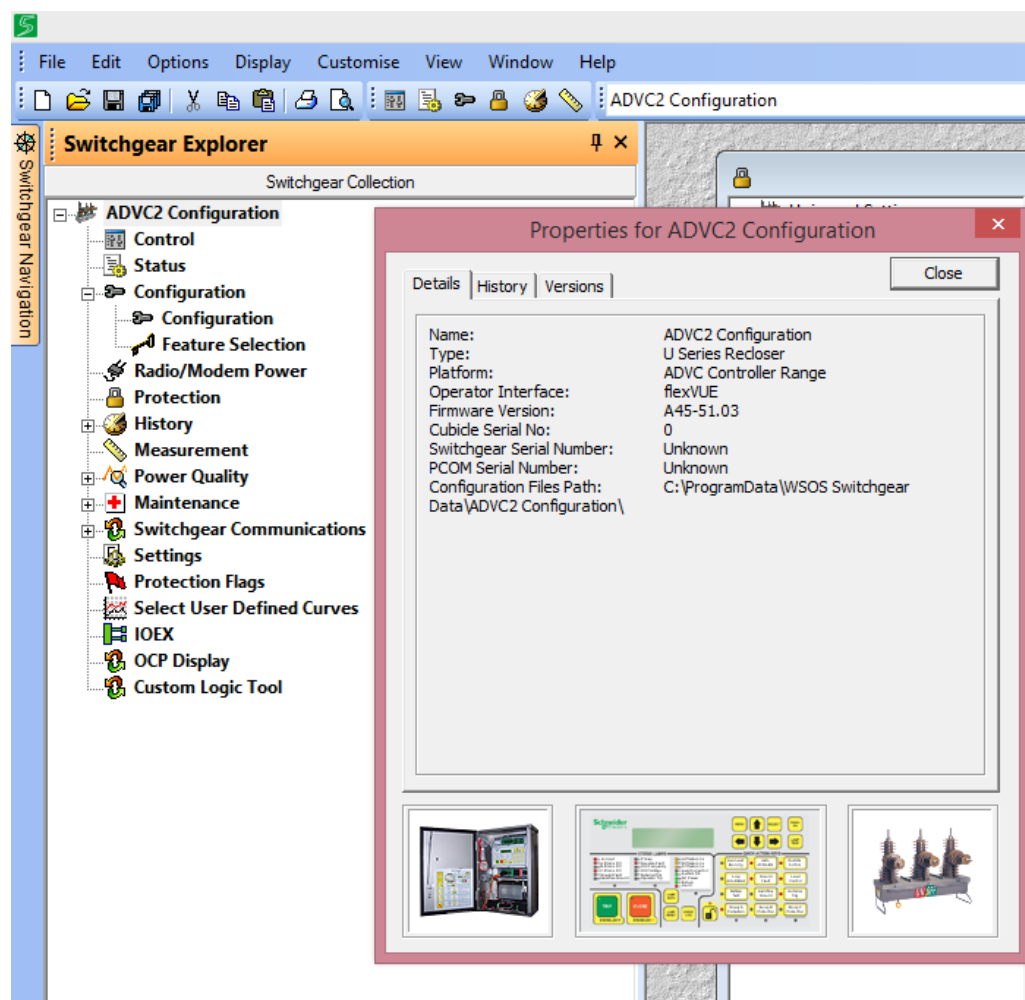 File Edit Options Display Customise View Window Help
ADVC2 Configuration
Switchgear Navigation
Switchgear Explorer
Switchgear Collection
ADVC2 Configuration
Control
Status
Configuration
Configuration
Feature Selection
Radio/Modem Power
Protection
History
Measurement
Power Quality
Maintenance
Switchgear Communications
Settings
Protection Flags
Select User Defined Curves
IOEX
OCP Display
Custom Logic Tool
Properties for ADVC2 Configuration
Close
Details History Versions
Name: ADVC2 Configuration
Type: U Series Recloser
Platform: ADVC Controller Range
Operator Interface: flexVUE
Firmware Version: A45-51.03
Cubicle Serial No: 0
Switchgear Serial Number: Unknown
PCOM Serial Number: Unknown
Configuration Files Path: C:\ProgramData\WSOS Switchgear
Data\ADVC2 Configuration\
Schneider
TRIP CLOSE